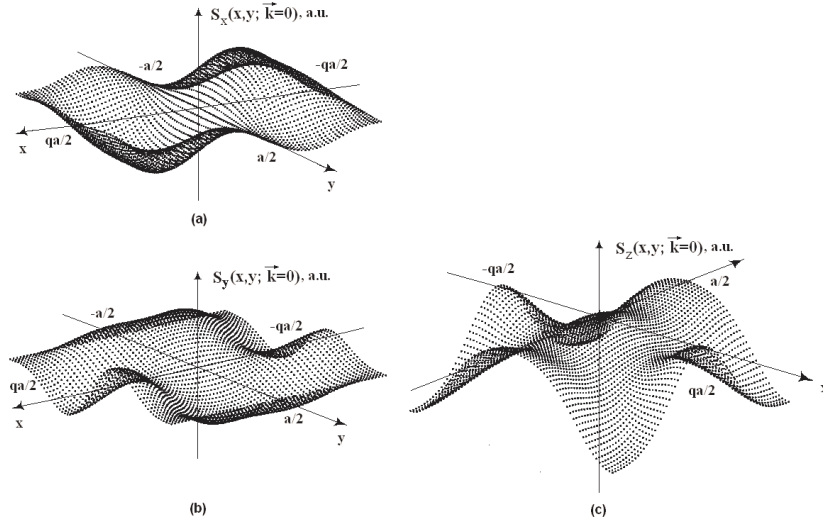 S_x(x,y; k⃗=0), a.u.
-a/2
-qa/2
x
qa/2
a/2
y
(a)
S_y(x,y; k⃗=0), a.u.
-a/2
-qa/2
qa/2
x
a/2
y
(b)
S_z(x,y; k⃗=0), a.u.
-qa/2
a/2
qa/2
(c)